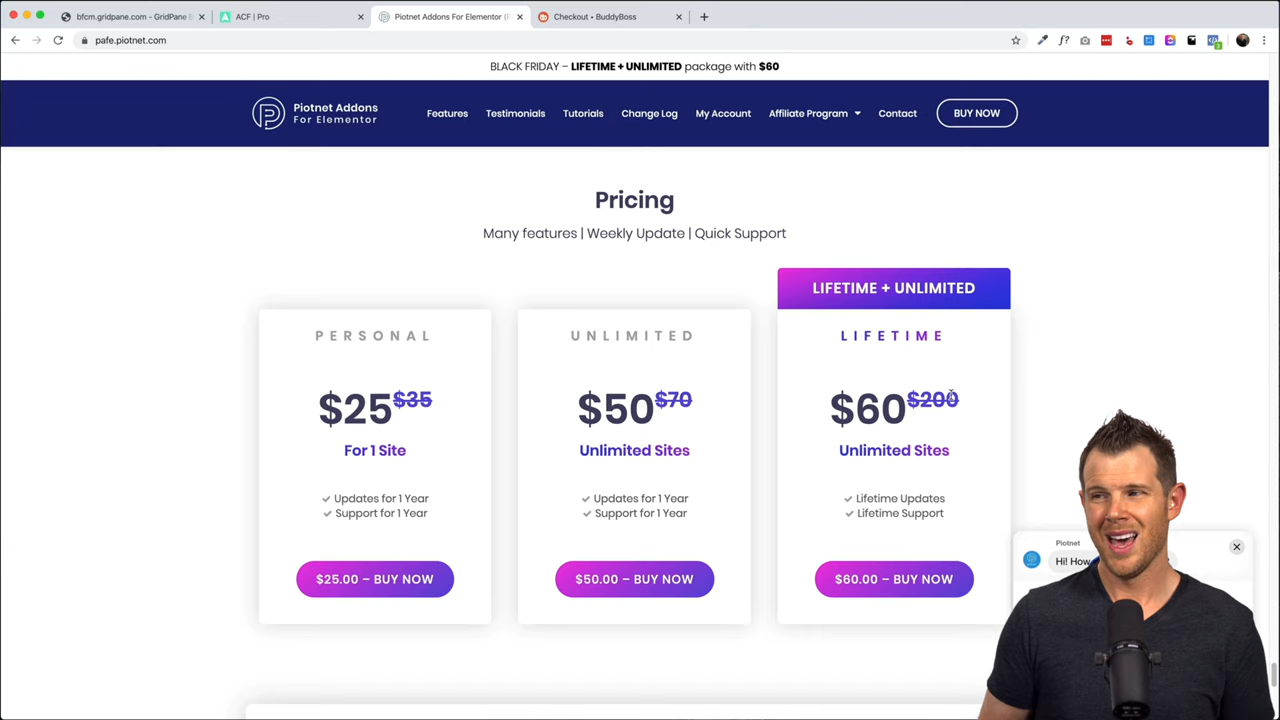 bfcm.gridpane.com - GridPane B
ACF | Pro
Piotnet Addons For Elementor (P
Checkout • BuddyBoss
pafe.piotnet.com
BLACK FRIDAY – LIFETIME + UNLIMITED package with $60
Piotnet Addons
For Elementor
Features
Testimonials
Tutorials
Change Log
My Account
Affiliate Program
Contact
BUY NOW
Pricing
Many features | Weekly Update | Quick Support
PERSONAL
$25 $35
For 1 Site
Updates for 1 Year
Support for 1 Year
$25.00 – BUY NOW
UNLIMITED
$50 $70
Unlimited Sites
Updates for 1 Year
Support for 1 Year
$50.00 – BUY NOW
LIFETIME + UNLIMITED
LIFETIME
$60 $200
Unlimited Sites
Lifetime Updates
Lifetime Support
$60.00 – BUY NOW
Piotnet
Hi! How